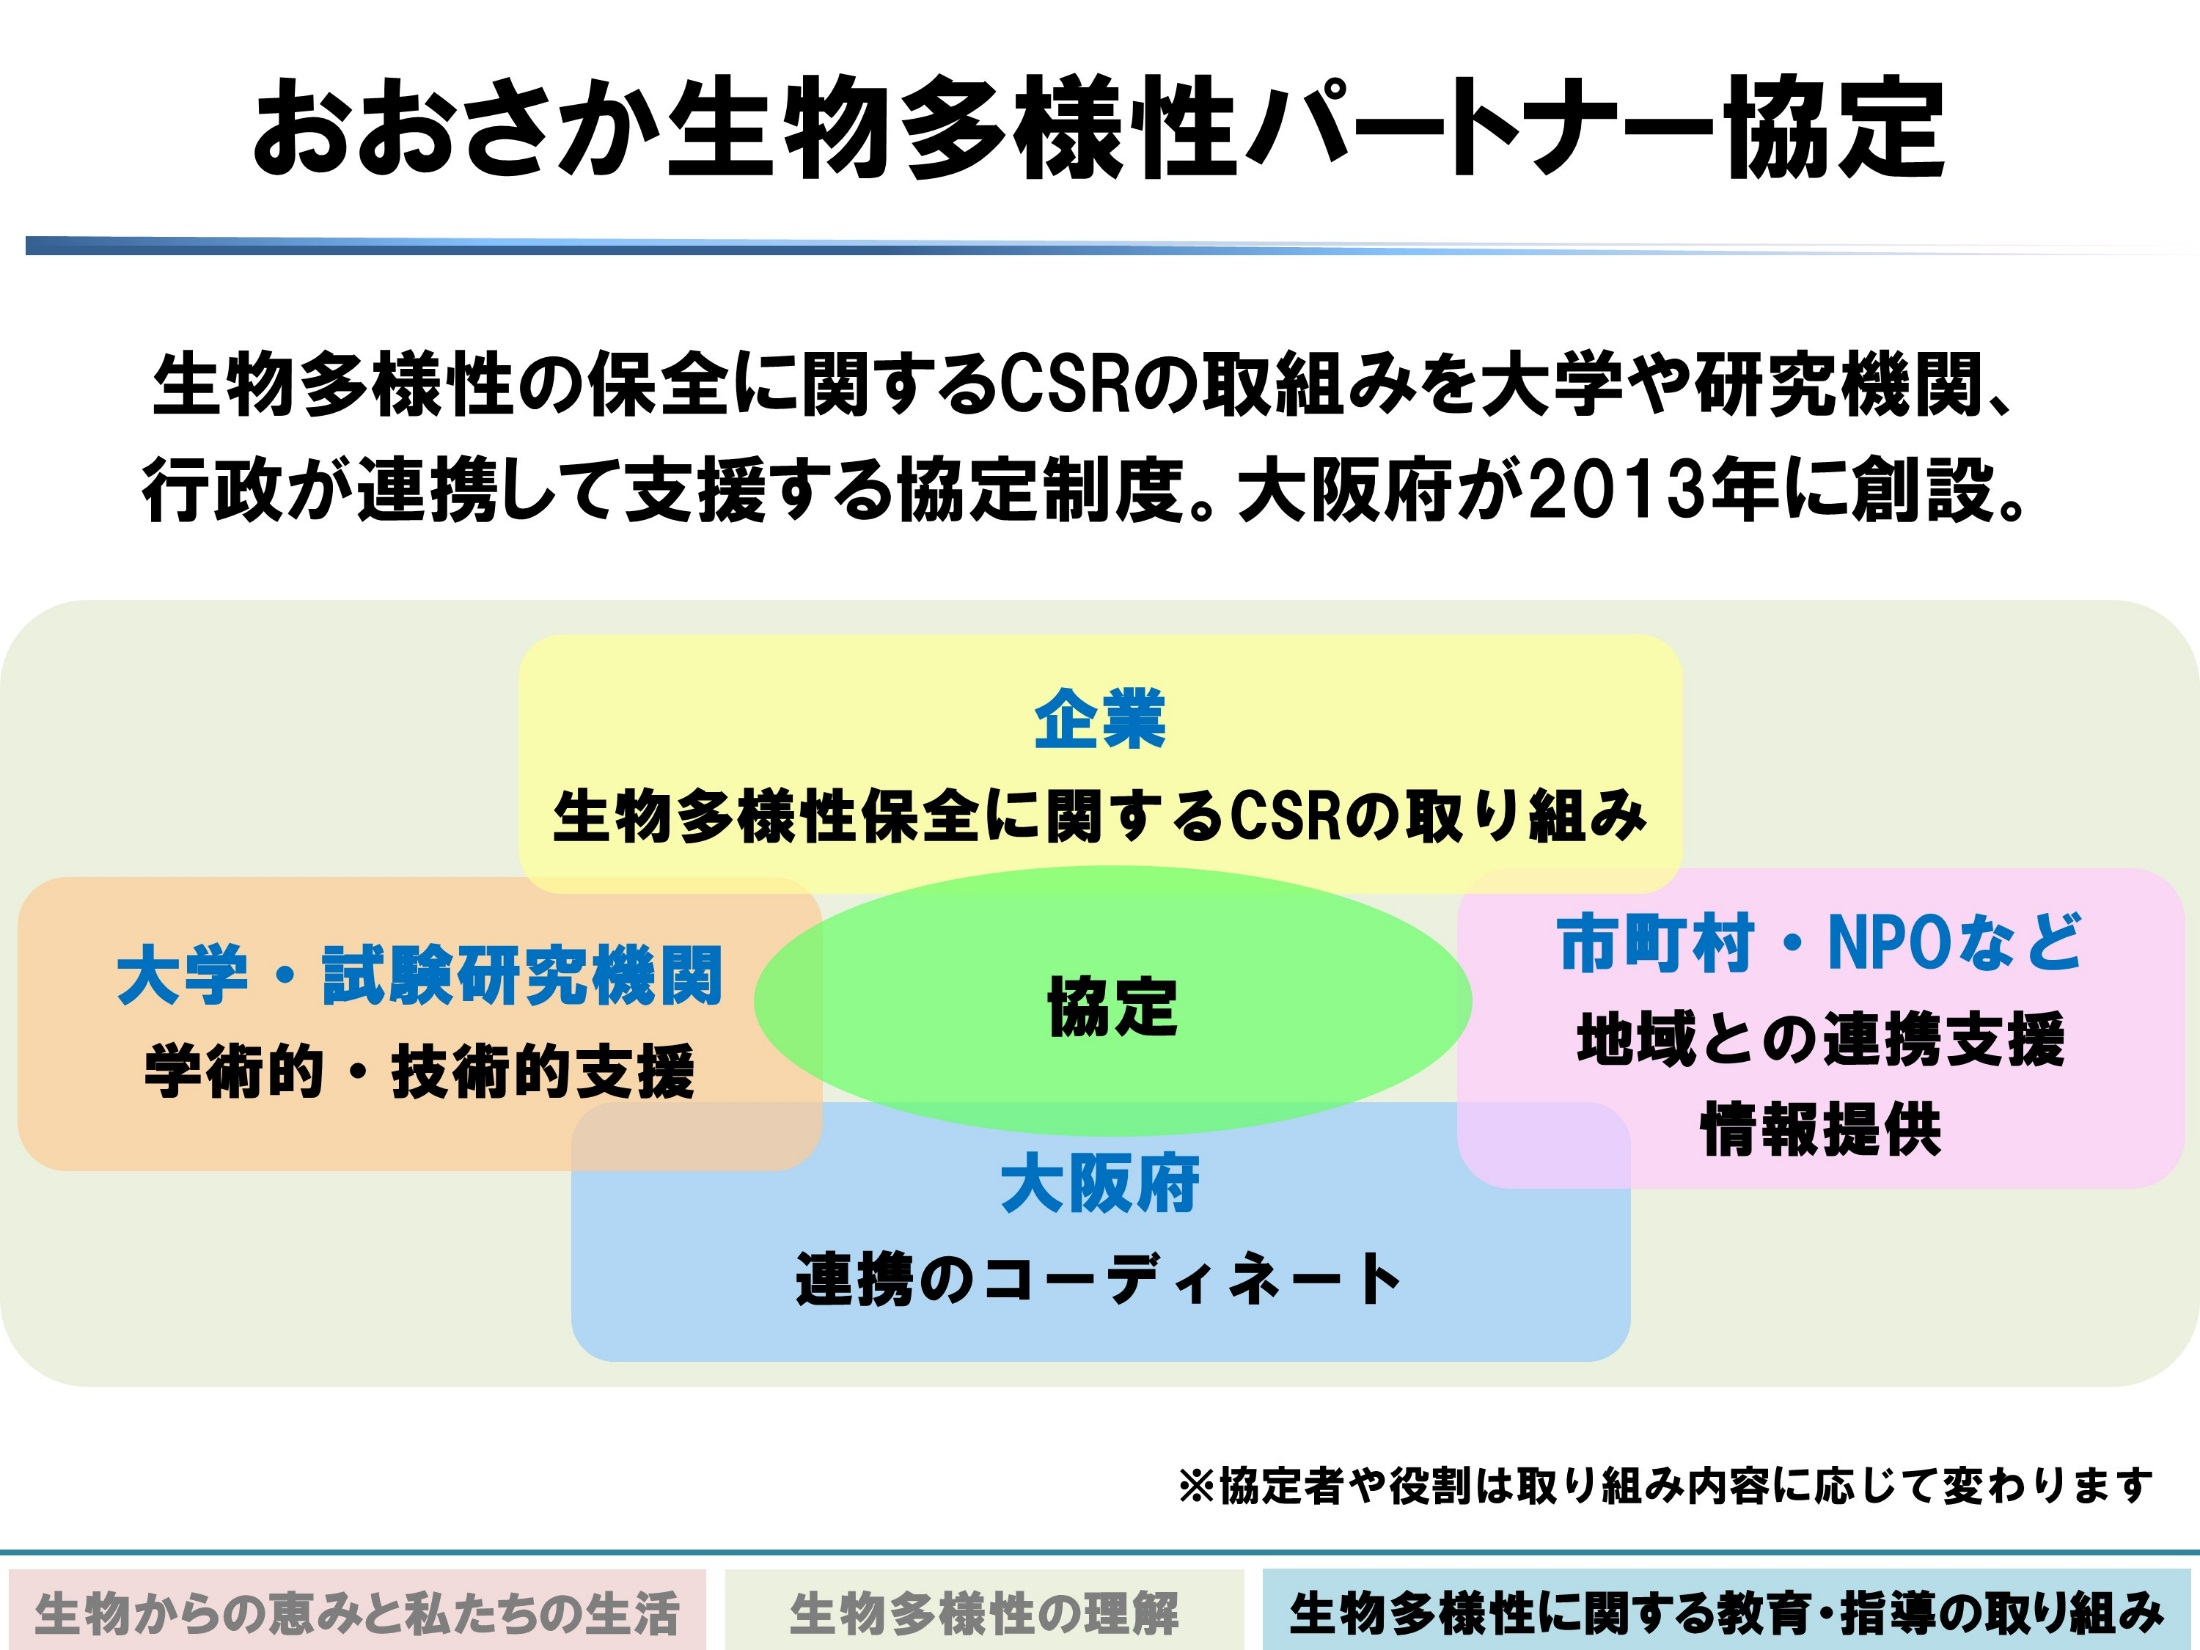 おおさか生物多様性パートナー協定
生物多様性の保全に関するCSRの取組みを大学や研究機関、
行政が連携して支援する協定制度。大阪府が2013年に創設。
企業
生物多様性保全に関するCSRの取り組み
大学・試験研究機関
学術的・技術的支援
協定
市町村・NPOなど
地域との連携支援
情報提供
大阪府
連携のコーディネート
※協定者や役割は取り組み内容に応じて変わります
生物からの恵みと私たちの生活
生物多様性の理解
生物多様性に関する教育・指導の取り組み